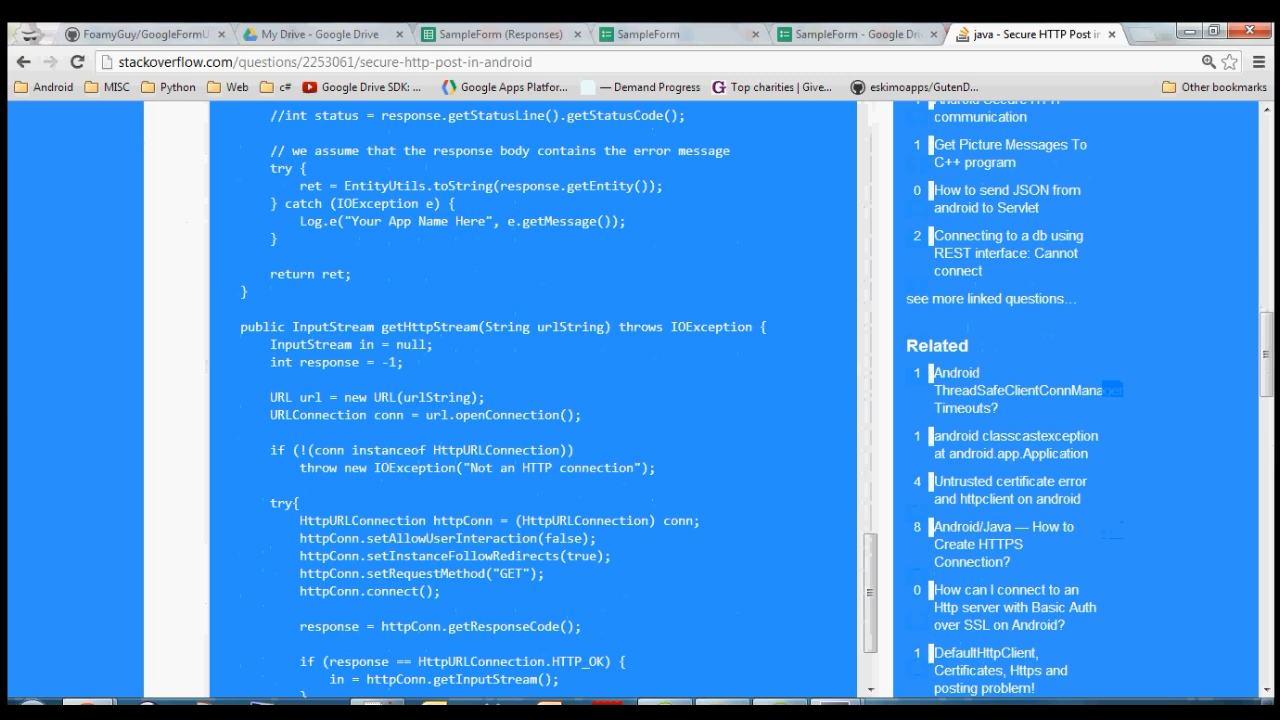 FoamyGuy/GoogleFormU
My Drive - Google Drive
SampleForm (Responses)
SampleForm
SampleForm - Google Dri
java - Secure HTTP Post in
stackoverflow.com/questions/2253061/secure-http-post-in-android
Android
MISC
Python
Web
c#
Google Drive SDK: ...
Google Apps Platfor...
— Demand Progress
Top charities | Give...
eskimoapps/GutenD...
Other bookmarks
//int status = response.getStatusLine().getStatusCode();
// we assume that the response body contains the error message
try {
ret = EntityUtils.toString(response.getEntity());
} catch (IOException e) {
Log.e("Your App Name Here", e.getMessage());
}
return ret;
}
public InputStream getHttpStream(String urlString) throws IOException {
InputStream in = null;
int response = -1;
URL url = new URL(urlString);
URLConnection conn = url.openConnection();
if (!(conn instanceof HttpURLConnection))
throw new IOException("Not an HTTP connection");
try{
HttpURLConnection httpConn = (HttpURLConnection) conn;
httpConn.setAllowUserInteraction(false);
httpConn.setInstanceFollowRedirects(true);
httpConn.setRequestMethod("GET");
httpConn.connect();
response = httpConn.getResponseCode();
if (response == HttpURLConnection.HTTP_OK) {
in = httpConn.getInputStream();
}
communication
1 Get Picture Messages To
C++ program
0 How to send JSON from
android to Servlet
2 Connecting to a db using
REST interface: Cannot
connect
see more linked questions…
Related
1 Android
ThreadSafeClientConnManager
Timeouts?
1 android classcastexception
at android.app.Application
4 Untrusted certificate error
and httpclient on android
8 Android/Java — How to
Create HTTPS
Connection?
0 How can I connect to an
Http server with Basic Auth
over SSL on Android?
1 DefaultHttpClient,
Certificates, Https and
posting problem!